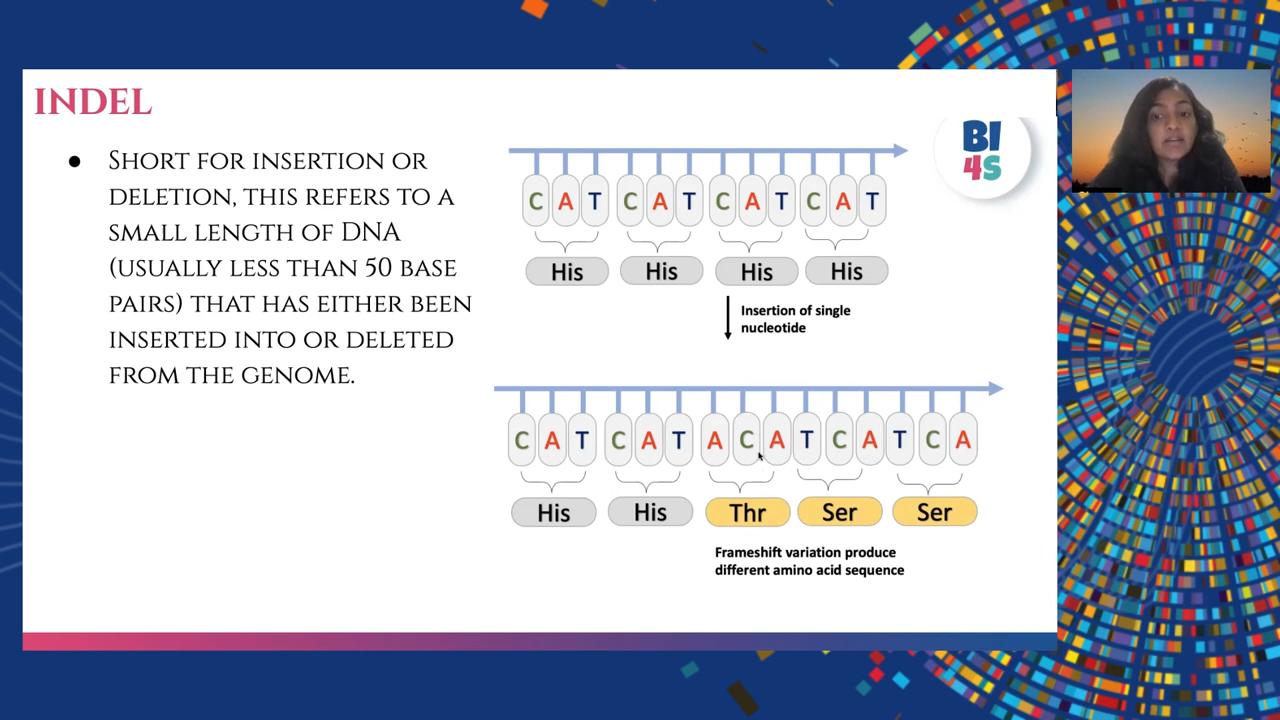 INDEL
● SHORT FOR INSERTION OR
DELETION, THIS REFERS TO A
SMALL LENGTH OF DNA
(USUALLY LESS THAN 50 BASE
PAIRS) THAT HAS EITHER BEEN
INSERTED INTO OR DELETED
FROM THE GENOME.
BI
4S
C A T C A T C A T C A T
His His His His
Insertion of single
nucleotide
C A T C A T A C A T C A T C A
His His Thr Ser Ser
Frameshift variation produce
different amino acid sequence